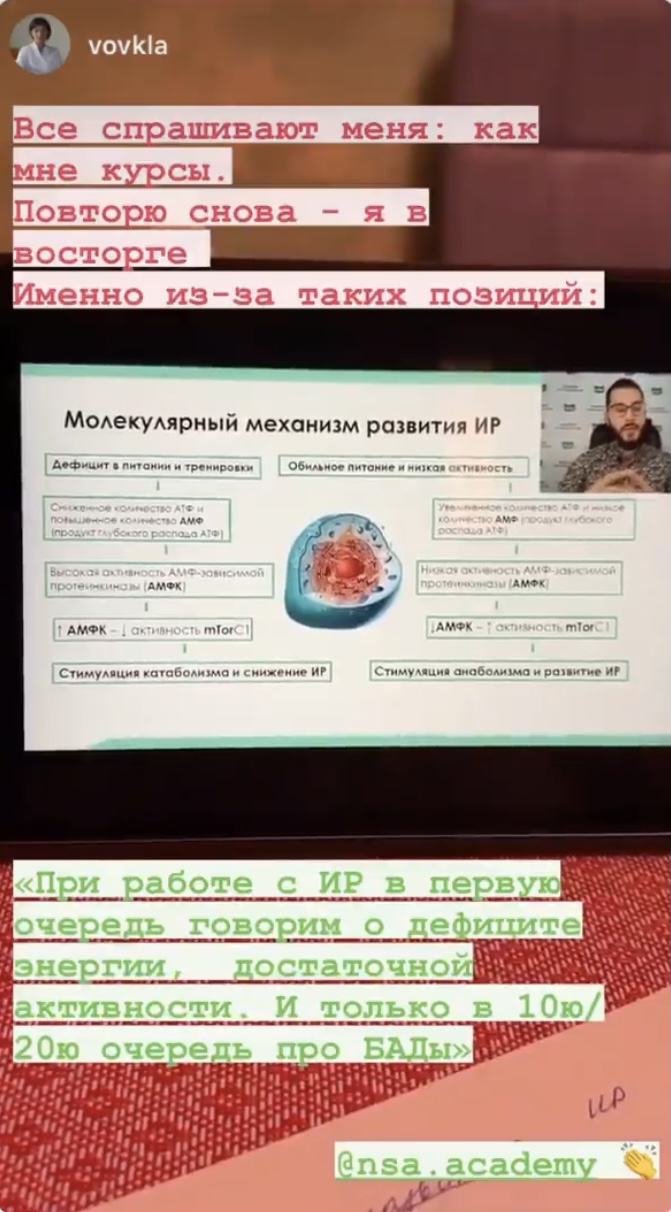 vovkla
Все спрашивают меня: как
мне курсы.
Повторю снова - я в
восторге
Именно из-за таких позиций:
Молекулярный механизм развития ИР
Дефицит в питании и тренировки
Сниженное количество АТФ и
повышенное количество АМФ
(продукт глубокого распада АТФ)
Высокая активность АМФ-зависимой
протеинкиназы (АМФК)
↑ АМФК – ↓ активность mTorC1
Стимуляция катаболизма и снижение ИР
Обильное питание и низкая активность
Увеличенное количество АТФ и низкое
количество АМФ (продукт глубокого
распада АТФ)
Низкая активность АМФ-зависимой
протеинкиназы (АМФК)
↓АМФК – ↑ активность mTorC1
Стимуляция анаболизма и развитие ИР
«При работе с ИР в первую
очередь говорим о дефиците
энергии, достаточной
активности. И только в 10ю/
20ю очередь про БАДы»
ИР
@nsa.academy 👏